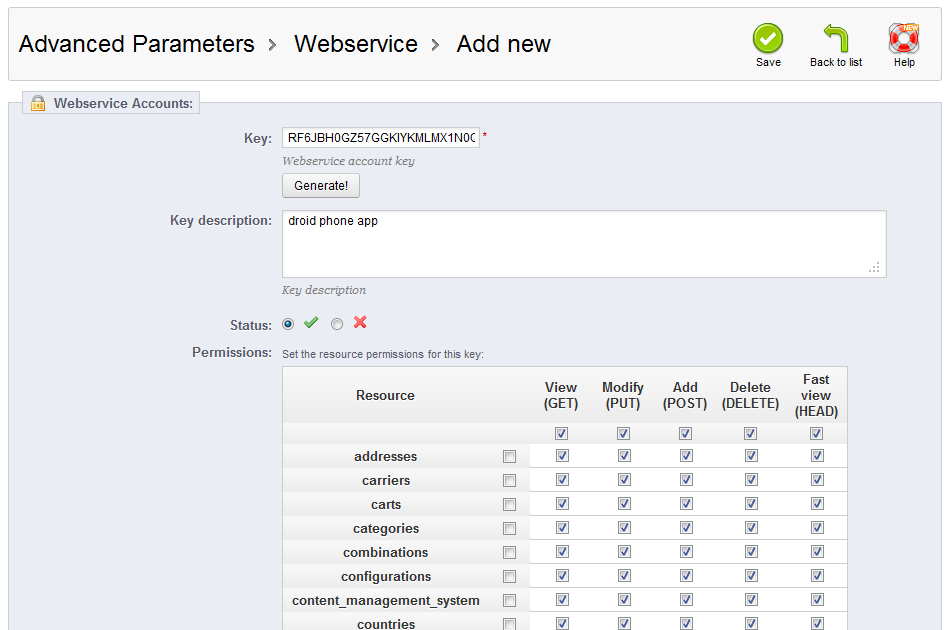 Advanced Parameters > Webservice > Add new
Save
Back to list
NEW
Help
Webservice Accounts:
Key: RF6JBH0GZ57GGKIYKMLMX1N0 *
Webservice account key
Generate!
Key description: droid phone app
Key description
Status:
Permissions: Set the resource permissions for this key:
Resource View (GET) Modify (PUT) Add (POST) Delete (DELETE) Fast view (HEAD)
addresses
carriers
carts
categories
combinations
configurations
content_management_system
countries